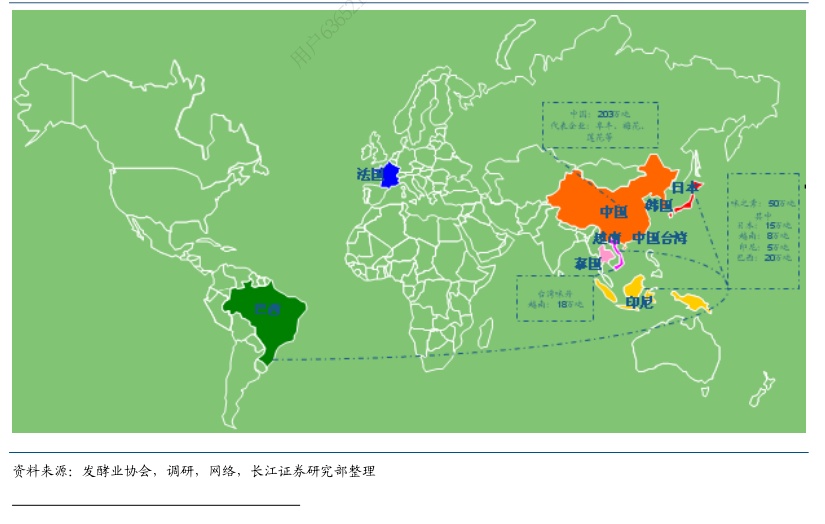 用户63652
中国：203万吨
代表企业：阜丰、梅花、
莲花等
法国
日本
韩国
中国
味之素：50万吨
其中
日本：15万吨
越南：8万吨
印尼：5万吨
巴西：20万吨
越南
中国台湾
泰国
台湾味丹
越南：18万吨
印尼
巴西
资料来源：发酵业协会，调研，网络，长江证券研究部整理